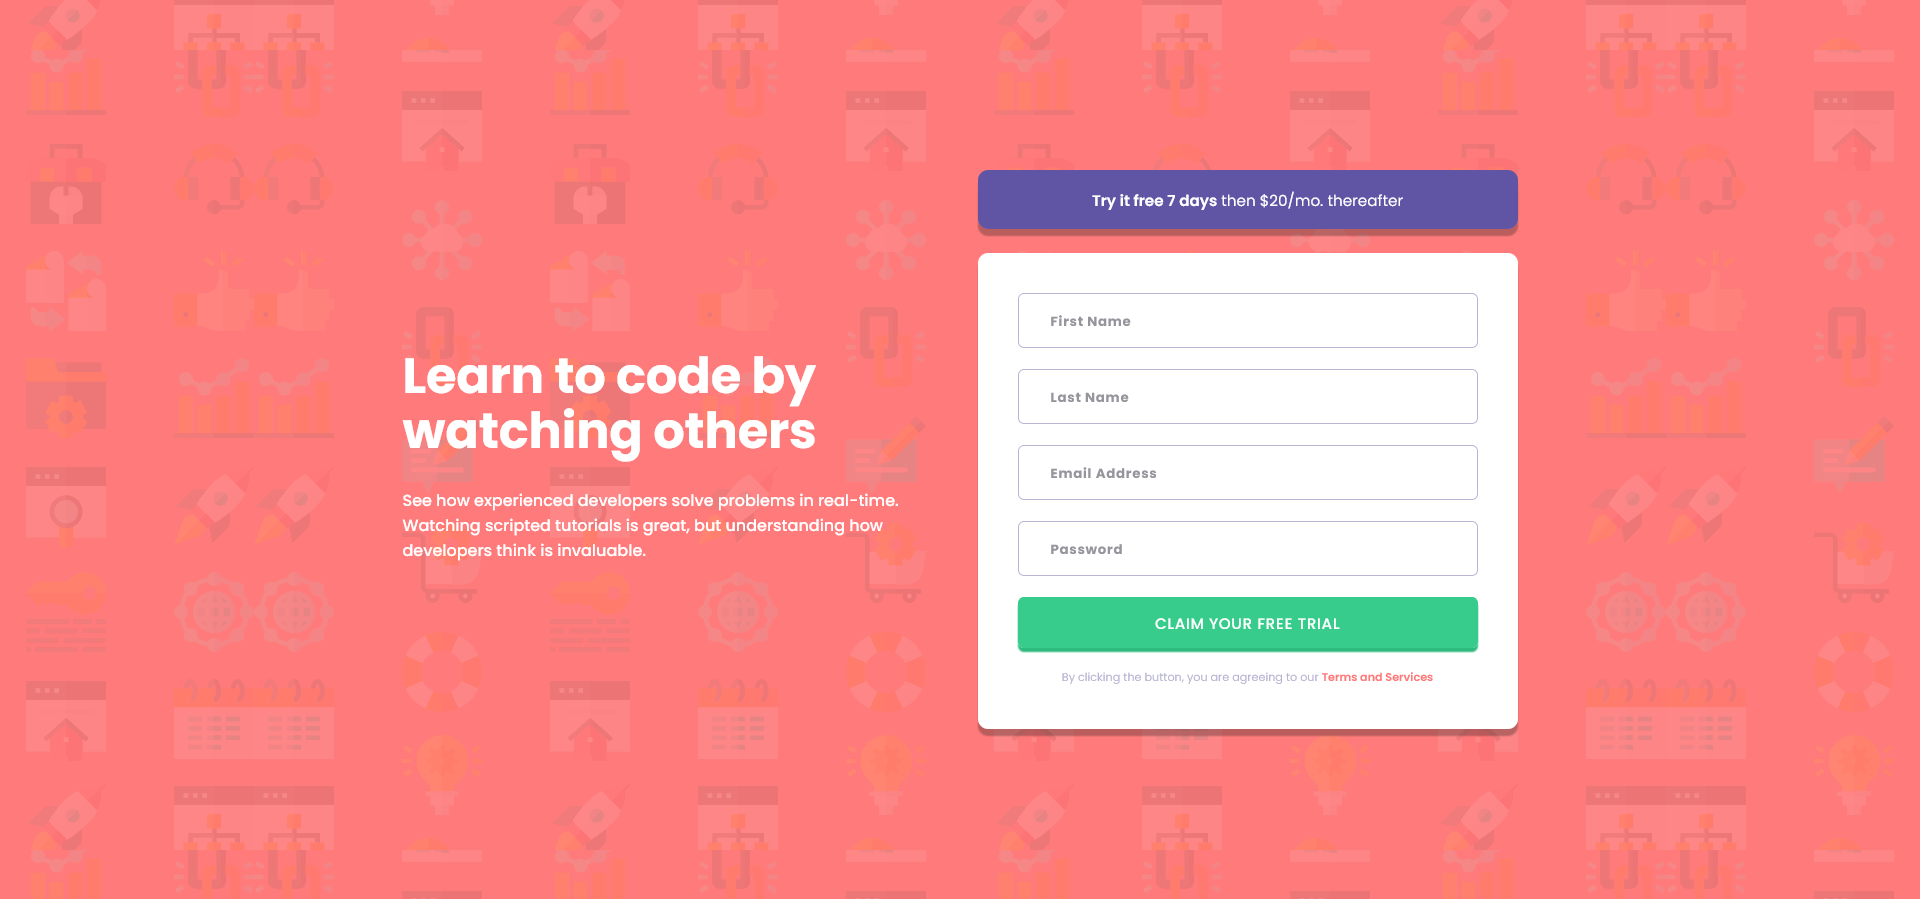 Learn to code by
watching others
See how experienced developers solve problems in real-time.
Watching scripted tutorials is great, but understanding how
developers think is invaluable.
Try it free 7 days then $20/mo. thereafter
First Name
Last Name
Email Address
Password
CLAIM YOUR FREE TRIAL
By clicking the button, you are agreeing to our Terms and Services